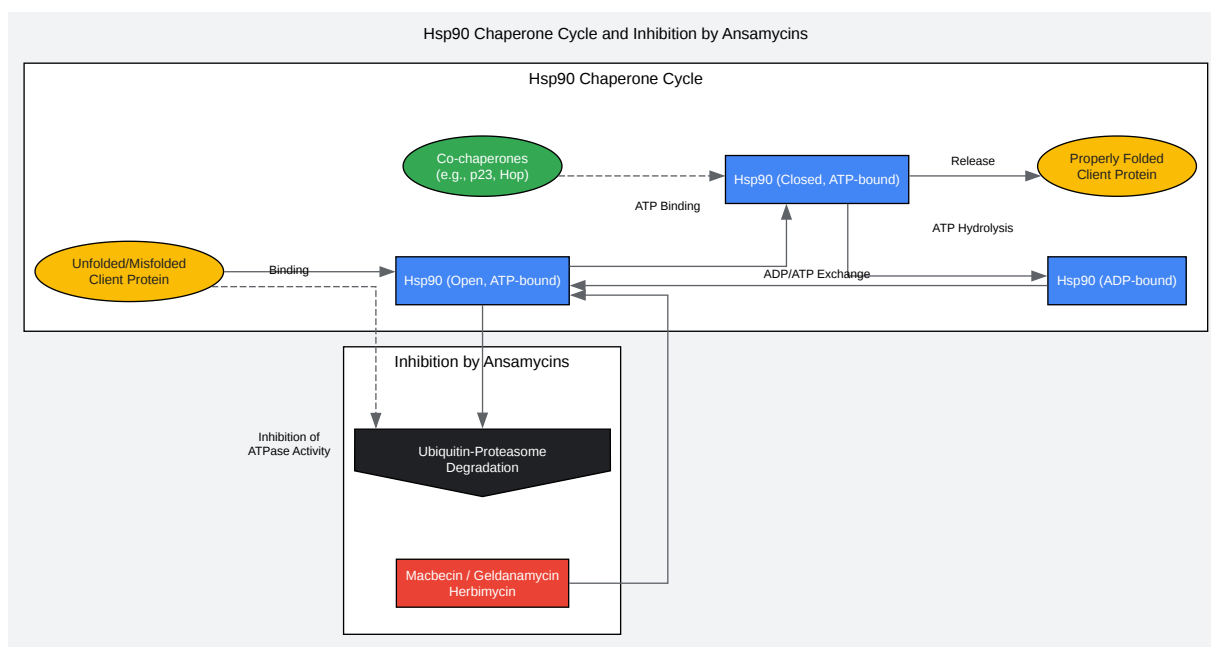 Hsp90 Chaperone Cycle and Inhibition by Ansamycins
Hsp90 Chaperone Cycle
Co-chaperones
(e.g., p23, Hop)
Hsp90 (Closed, ATP-bound)
Release
Properly Folded
Client Protein
ATP Binding
ATP Hydrolysis
Unfolded/Misfolded
Client Protein
Binding
Hsp90 (Open, ATP-bound)
ADP/ATP Exchange
Hsp90 (ADP-bound)
Inhibition by Ansamycins
Inhibition of
ATPase Activity
Ubiquitin-Proteasome
Degradation
Macbecin / Geldanamycin
Herbimycin